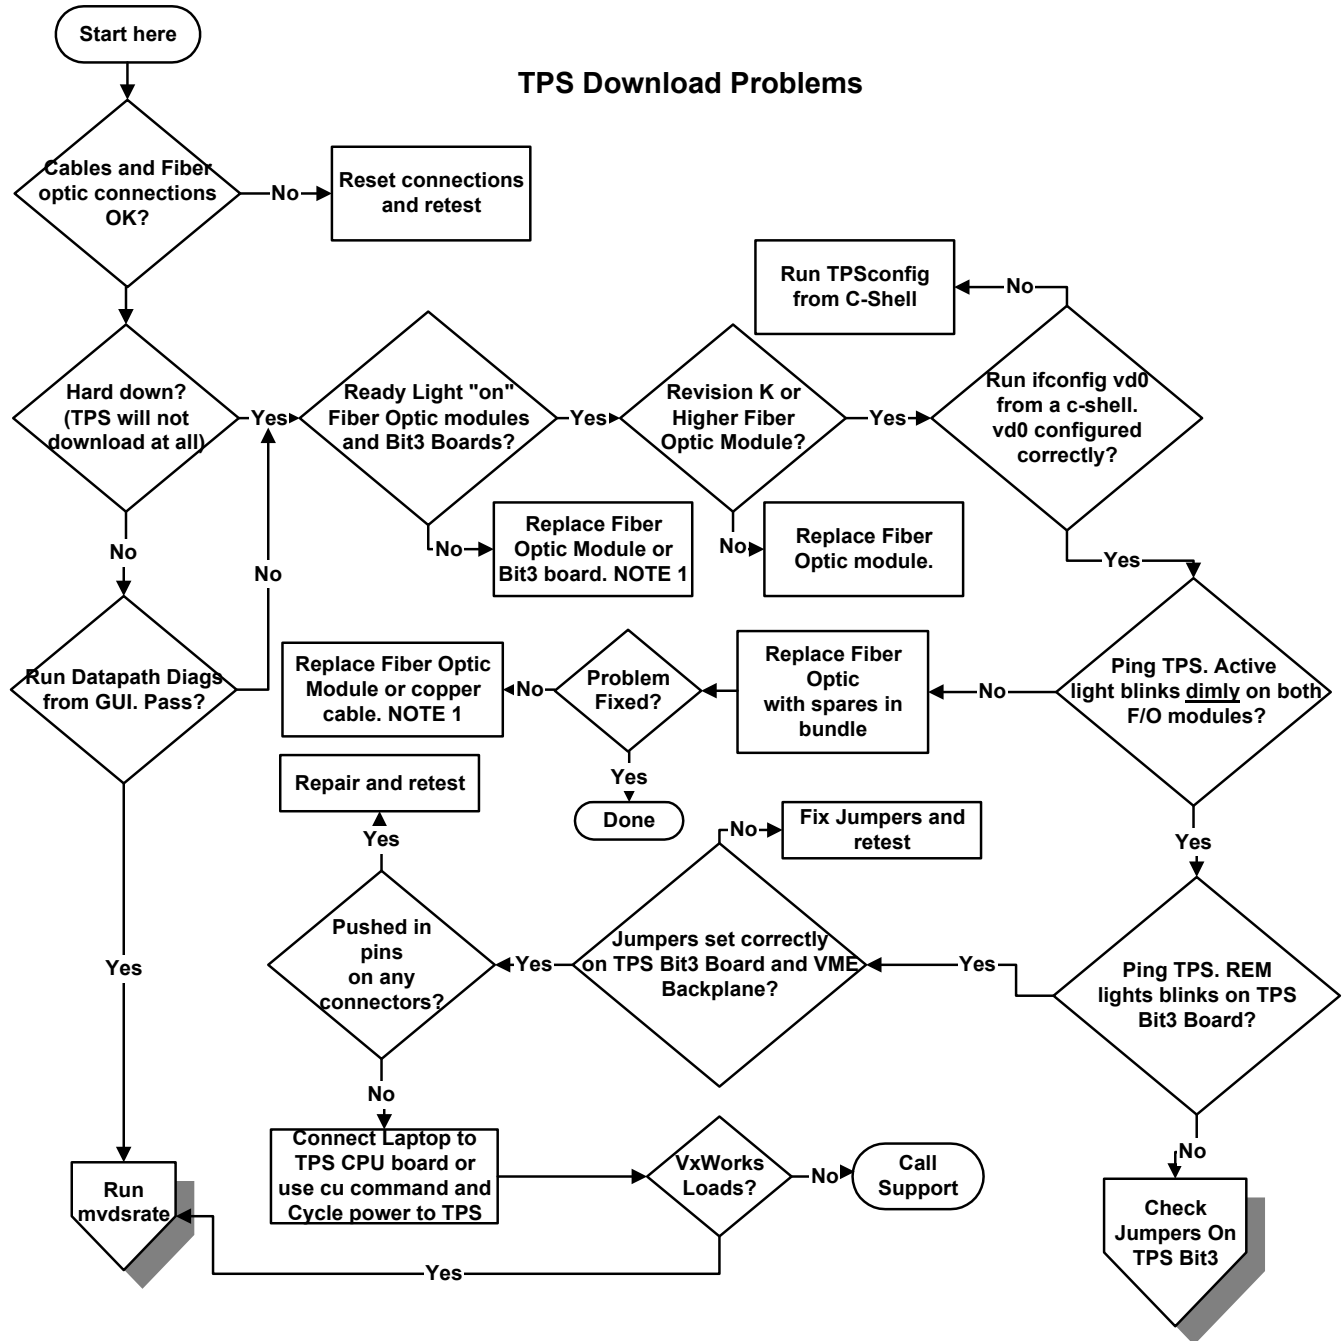 Start here
TPS Download Problems
Cables and Fiber
optic connections
OK?
No
Reset connections
and retest
Run TPSconfig
from C-Shell
No
Hard down?
(TPS will not
download at all)
Yes
Ready Light "on"
Fiber Optic modules
and Bit3 Boards?
Yes
Revision K or
Higher Fiber
Optic Module?
Yes
Run ifconfig vd0
from a c-shell.
vd0 configured
correctly?
No
No
Replace Fiber
Optic Module or
Bit3 board. NOTE 1
No
Replace Fiber
Optic module.
Yes
No
Run Datapath Diags
from GUI. Pass?
Replace Fiber Optic
Module or copper
cable. NOTE 1
No
Problem
Fixed?
Replace Fiber
Optic
with spares in
bundle
No
Ping TPS. Active
light blinks dimly on both
F/O modules?
Yes
Done
Repair and retest
Yes
No
Fix Jumpers and
retest
Yes
Pushed in
pins
on any
connectors?
Yes
Jumpers set correctly
on TPS Bit3 Board and VME
Backplane?
Yes
Ping TPS. REM
lights blinks on TPS
Bit3 Board?
Yes
No
Connect Laptop to
TPS CPU board or
use cu command and
Cycle power to TPS
VxWorks
Loads?
No
Call
Support
No
Run
mvdsrate
Yes
Check
Jumpers On
TPS Bit3